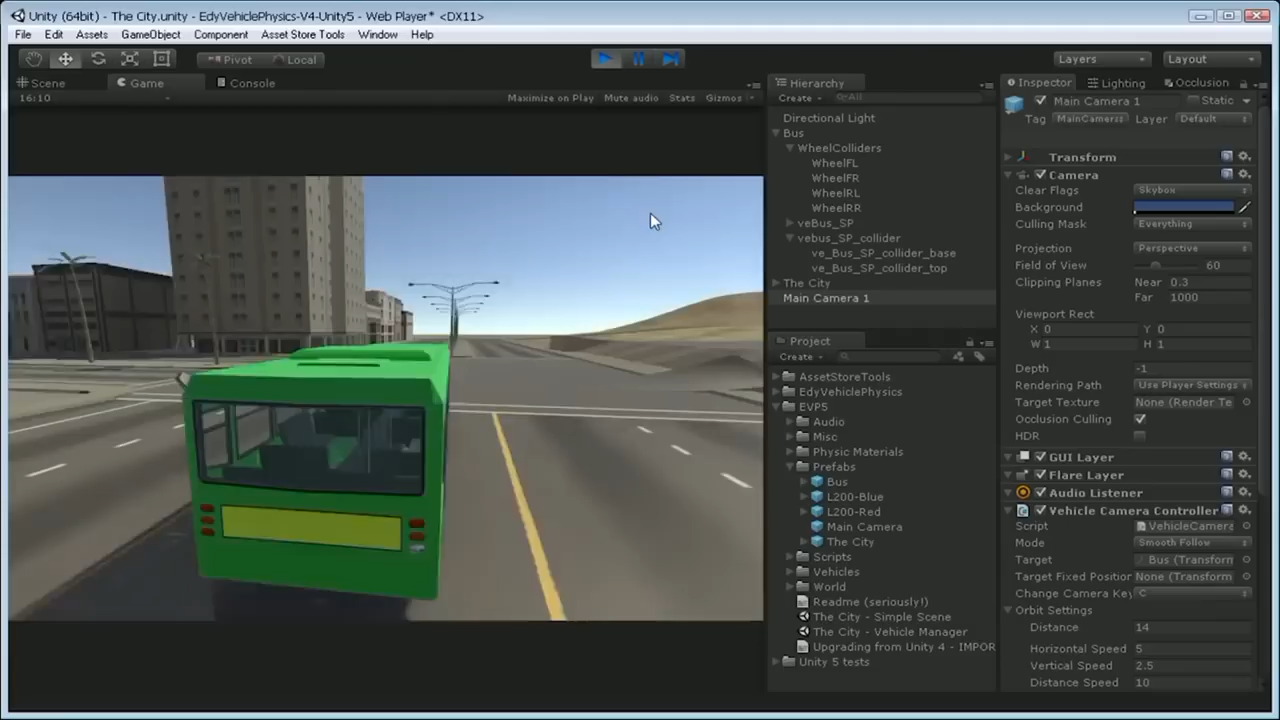 Unity (64bit) - The City.unity - EdyVehiclePhysics-V4-Unity5 - Web Player* <DX11>
File Edit Assets GameObject Component Asset Store Tools Window Help
Pivot Local Layers Layout
Scene Game Console
16:10 Maximize on Play Mute audio Stats Gizmos
Hierarchy
Create All
Directional Light
Bus
WheelColliders
WheelFL
WheelFR
WheelRL
WheelRR
veBus_SP
vebus_SP_collider
ve_Bus_SP_collider_base
ve_Bus_SP_collider_top
The City
Main Camera 1
Project
Create
AssetStoreTools
EdyVehiclePhysics
EVP5
Audio
Misc
Physic Materials
Prefabs
Bus
L200-Blue
L200-Red
Main Camera
The City
Scripts
Vehicles
World
Readme (seriously!)
The City - Simple Scene
The City - Vehicle Manager
Upgrading from Unity 4 - IMPOR
Unity 5 tests
Inspector Lighting Occlusion
Main Camera 1 Static
Tag MainCamera Layer Default
Transform
Camera
Clear Flags Skybox
Background
Culling Mask Everything
Projection Perspective
Field of View 60
Clipping Planes Near 0.3
Far 1000
Viewport Rect
X 0 Y 0
W 1 H 1
Depth -1
Rendering Path Use Player Settings
Target Texture None (Render Te
Occlusion Culling
HDR
GUI Layer
Flare Layer
Audio Listener
Vehicle Camera Controller
Script VehicleCamera
Mode Smooth Follow
Target Bus (Transform
Target Fixed Position None (Transform
Change Camera Key C
Orbit Settings
Distance 14
Horizontal Speed 5
Vertical Speed 2.5
Distance Speed 10